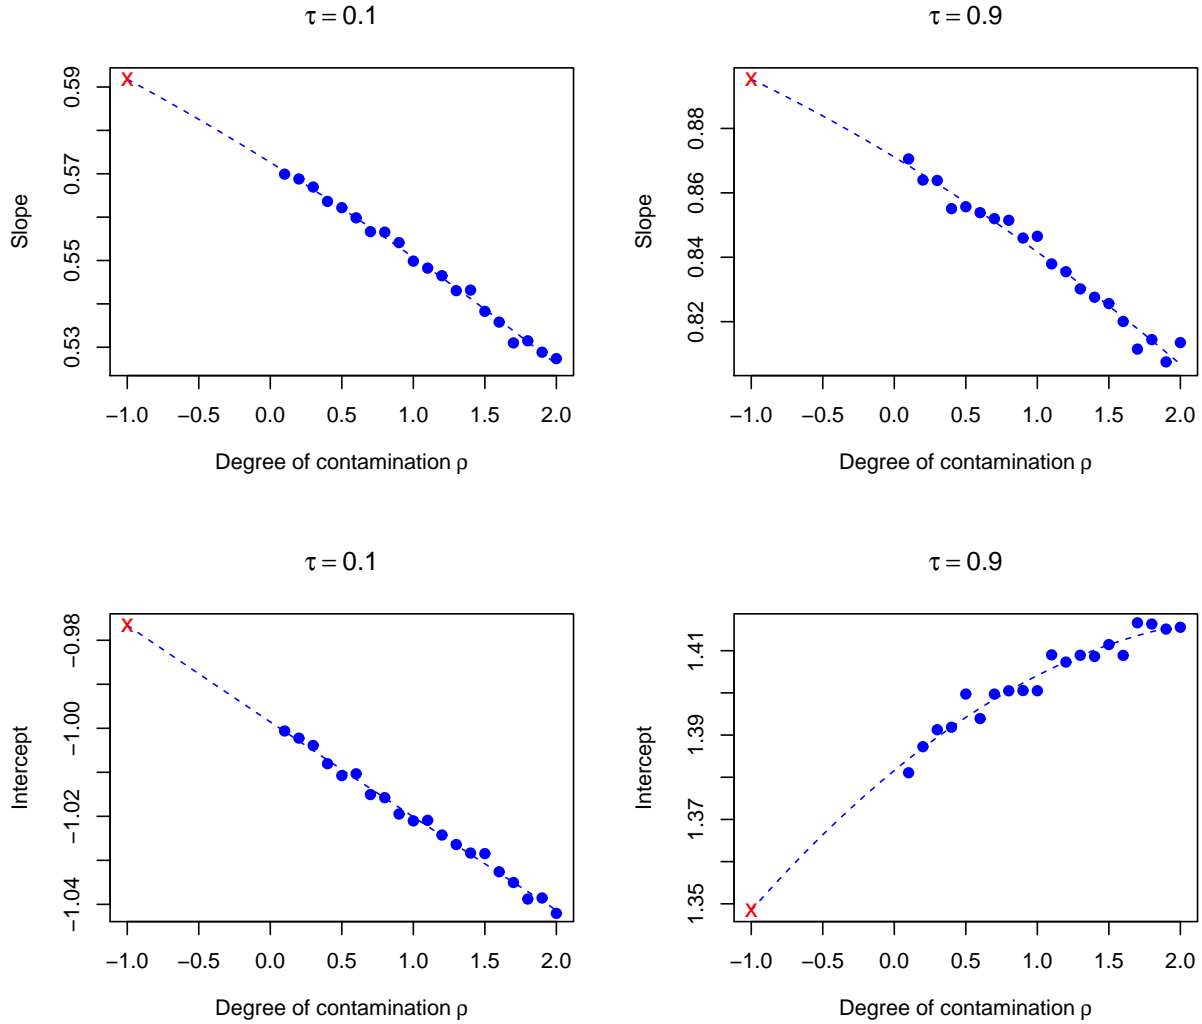 τ = 0.1
τ = 0.9
Slope
0.59
0.57
0.55
0.53
x
−1.0 −0.5 0.0 0.5 1.0 1.5 2.0
Degree of contamination ρ
Slope
0.88
0.86
0.84
0.82
x
−1.0 −0.5 0.0 0.5 1.0 1.5 2.0
Degree of contamination ρ
τ = 0.1
τ = 0.9
Intercept
−0.98
−1.00
−1.02
−1.04
x
−1.0 −0.5 0.0 0.5 1.0 1.5 2.0
Degree of contamination ρ
Intercept
1.41
1.39
1.37
1.35
x
−1.0 −0.5 0.0 0.5 1.0 1.5 2.0
Degree of contamination ρ